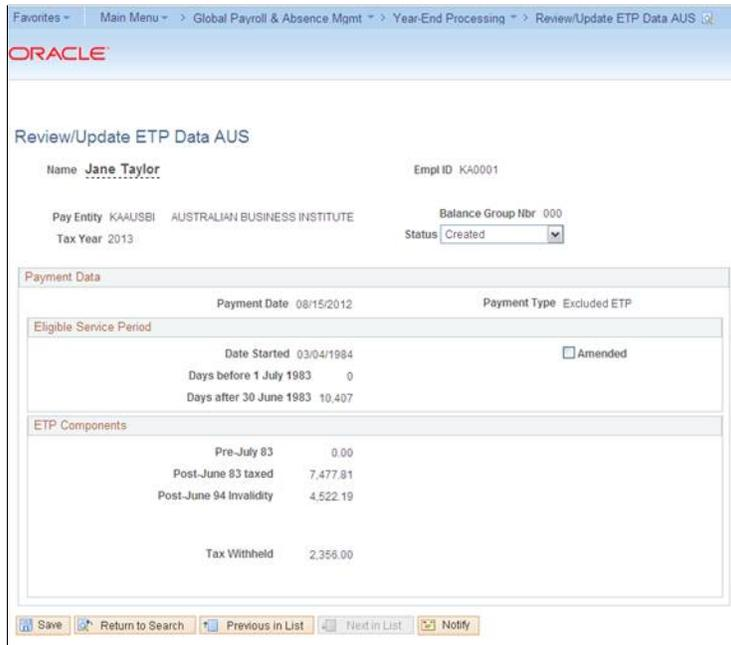 Favorites Main Menu > Global Payroll & Absence Mgmt > Year-End Processing > Review/Update ETP Data AUS
ORACLE
Review/Update ETP Data AUS
Name Jane Taylor Empl ID KA0001
Pay Entity KAAUSBI AUSTRALIAN BUSINESS INSTITUTE Balance Group Nbr 000
Tax Year 2013 Status Created
Payment Data
Payment Date 08/15/2012 Payment Type Excluded ETP
Eligible Service Period
Date Started 03/04/1984 Amended
Days before 1 July 1983 0
Days after 30 June 1983 10,407
ETP Components
Pre-July 83 0.00
Post-June 83 taxed 7,477.81
Post-June 94 Invalidity 4,522.19
Tax Withheld 2,356.00
Save Return to Search Previous in List Next in List Notify